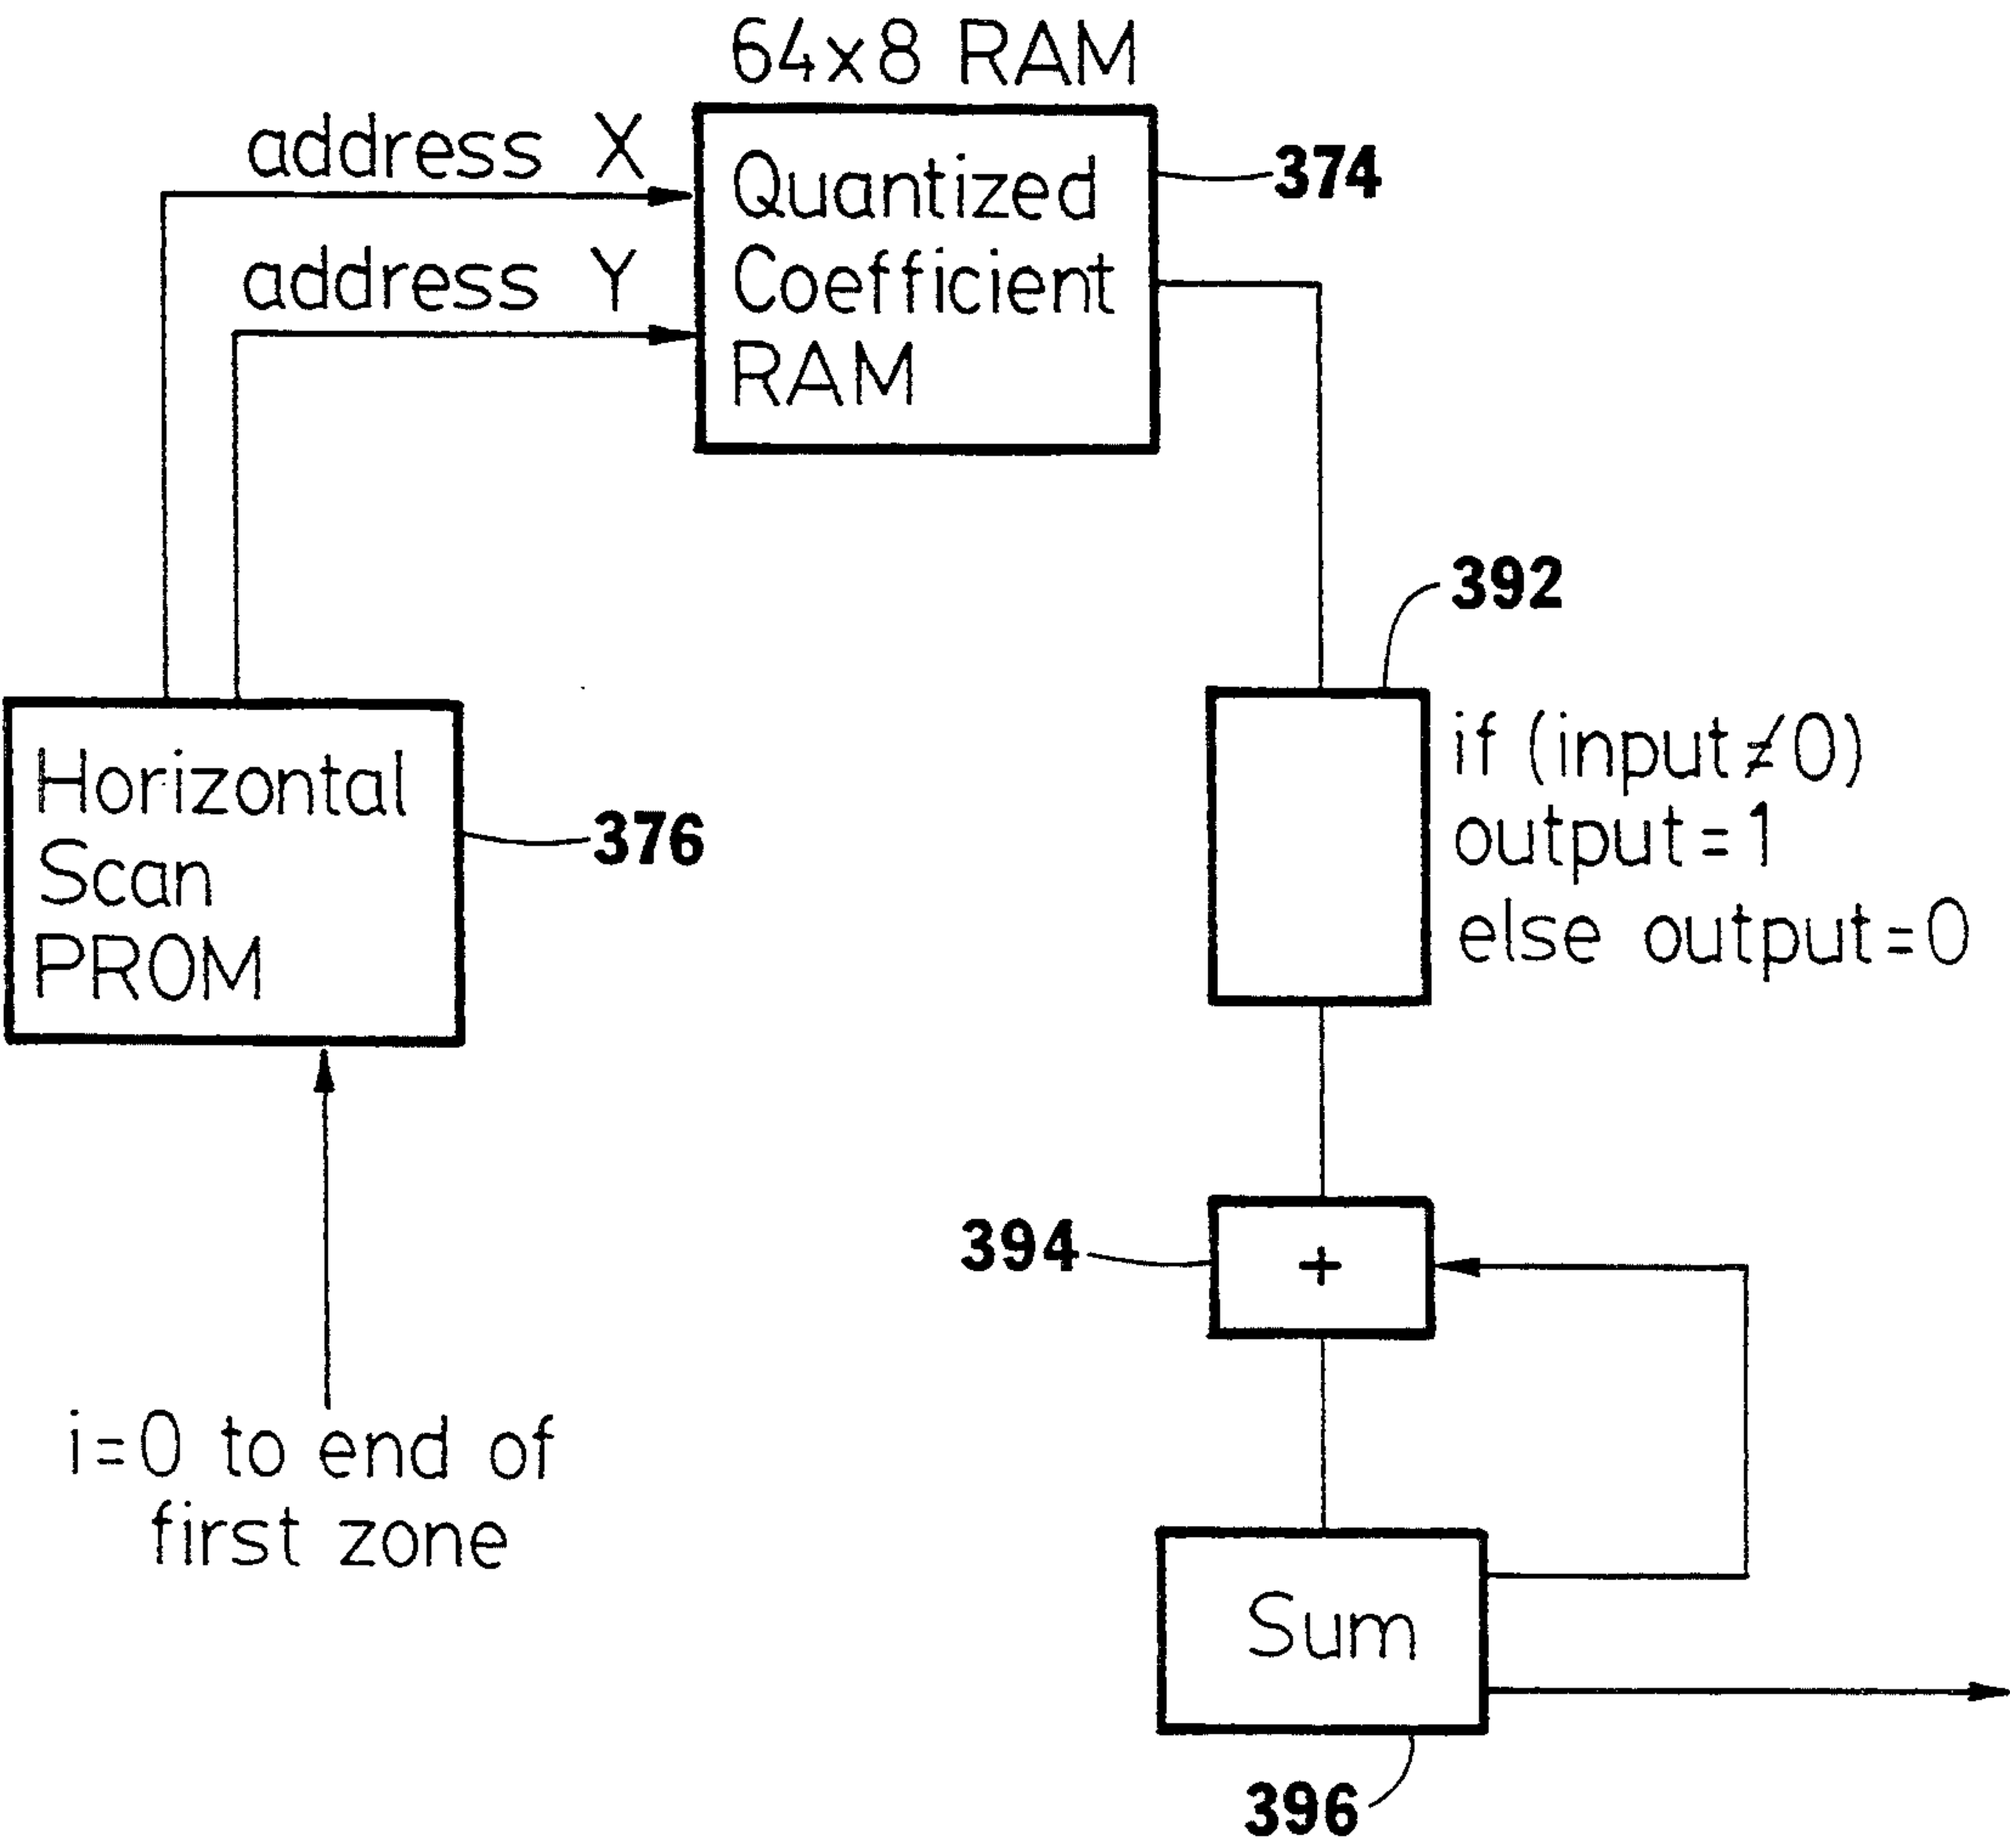 64x8 RAM
address X
address Y
Quantized
Coefficient
RAM
374
392
if (input≠0)
output=1
else output=0
Horizontal
Scan
PROM
376
394
+
i=0 to end of
first zone
Sum
396